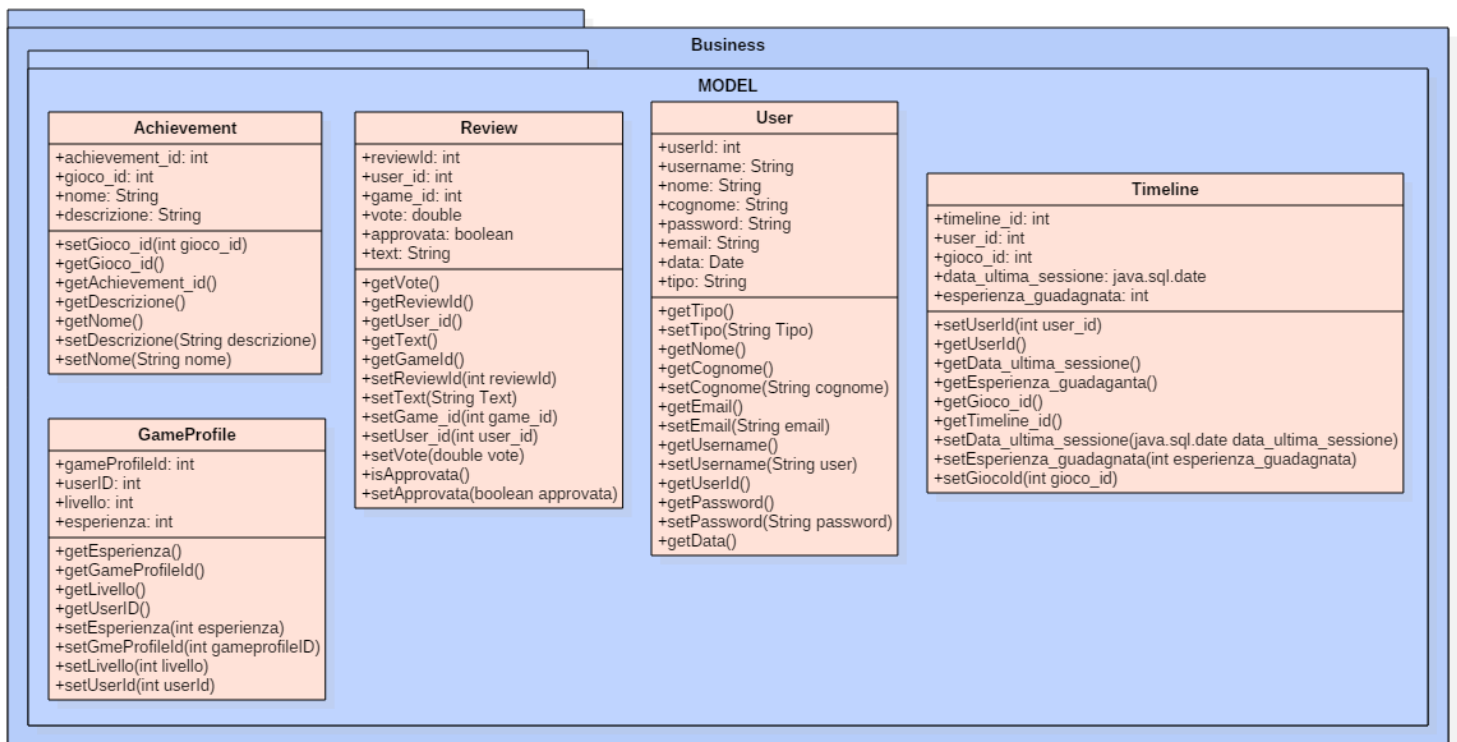 Business
MODEL
Achievement
+achievement_id: int
+gioco_id: int
+nome: String
+descrizione: String
+setGioco_id(int gioco_id)
+getGioco_id()
+getAchievement_id()
+getDescrizione()
+getNome()
+setDescrizione(String descrizione)
+setNome(String nome)
GameProfile
+gameProfileId: int
+userID: int
+livello: int
+esperienza: int
+getEsperienza()
+getGameProfileId()
+getLivello()
+getUserID()
+setEsperienza(int esperienza)
+setGmeProfileId(int gameprofileID)
+setLivello(int livello)
+setUserId(int userId)
Review
+reviewId: int
+user_id: int
+game_id: int
+vote: double
+approvata: boolean
+text: String
+getVote()
+getReviewId()
+getUser_id()
+getText()
+getGameId()
+setReviewId(int reviewId)
+setText(String Text)
+setGame_id(int game_id)
+setUser_id(int user_id)
+setVote(double vote)
+isApprovata()
+setApprovata(boolean approvata)
User
+userId: int
+username: String
+nome: String
+cognome: String
+password: String
+email: String
+data: Date
+tipo: String
+getTipo()
+setTipo(String Tipo)
+getNome()
+getCognome()
+setCognome(String cognome)
+getEmail()
+setEmail(String email)
+getUsername()
+setUsername(String user)
+getUserId()
+getPassword()
+setPassword(String password)
+getData()
Timeline
+timeline_id: int
+user_id: int
+gioco_id: int
+data_ultima_sessione: java.sql.date
+esperienza_guadagnata: int
+setUserId(int user_id)
+getUserId()
+getData_ultima_sessione()
+getEsperienza_guadaganta()
+getGioco_id()
+getTimeline_id()
+setData_ultima_sessione(java.sql.date data_ultima_sessione)
+setEsperienza_guadagnata(int esperienza_guadagnata)
+setGiocoId(int gioco_id)